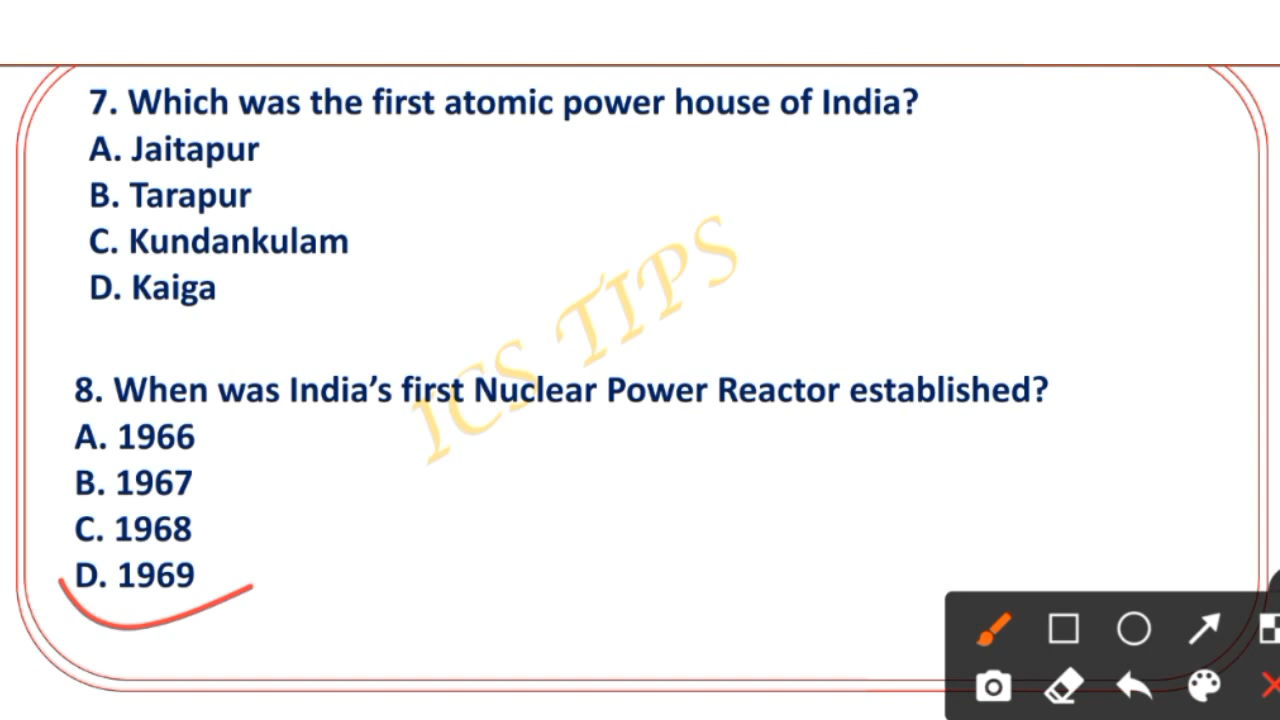 7. Which was the first atomic power house of India?
A. Jaitapur
B. Tarapur
C. Kundankulam
D. Kaiga
ICS TIPS
8. When was India’s first Nuclear Power Reactor established?
A. 1966
B. 1967
C. 1968
D. 1969